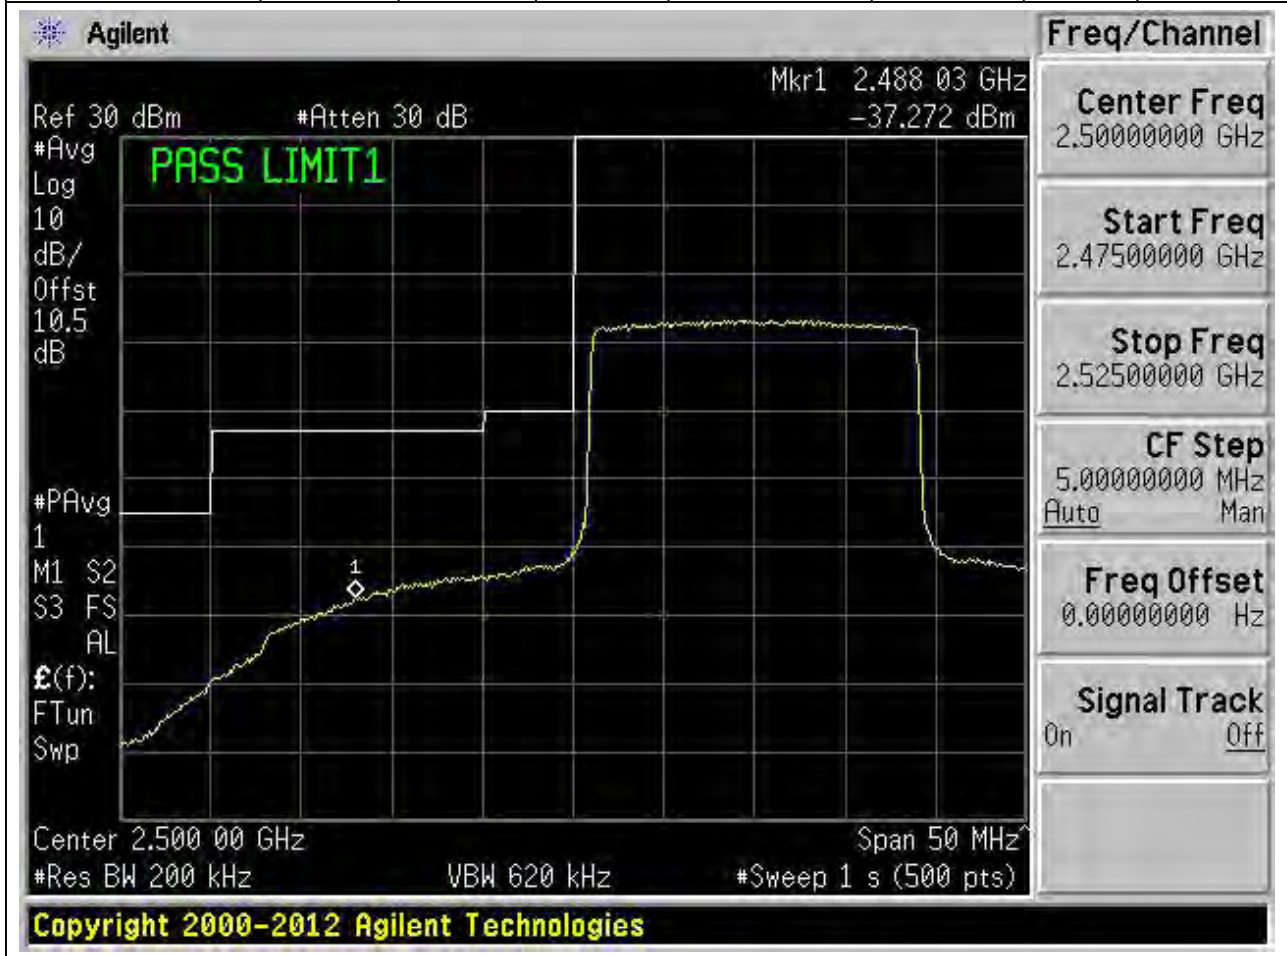 Agilent
Freq/Channel
Mkr1 2.488 03 GHz
Ref 30 dBm #Atten 30 dB -37.272 dBm
#Avg
Log
10
dB/
Offst
10.5
dB
PASS LIMIT1
#PAvg
1
M1 S2
S3 FS
AL
£(f):
FTun
Swp
1
Center 2.500 00 GHz Span 50 MHz^
#Res BW 200 kHz VBW 620 kHz #Sweep 1 s (500 pts)
Copyright 2000-2012 Agilent Technologies
Center Freq
2.50000000 GHz
Start Freq
2.47500000 GHz
Stop Freq
2.52500000 GHz
CF Step
5.00000000 MHz
Auto Man
Freq Offset
0.00000000 Hz
Signal Track
On Off